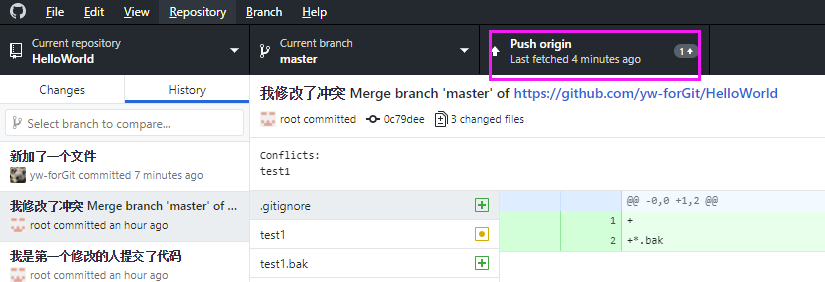 File Edit View Repository Branch Help
Current repository
HelloWorld
Current branch
master
Push origin
Last fetched 4 minutes ago
1
Changes
History
Select branch to compare...
新加了一个文件
yw-forGit committed 7 minutes ago
我修改了冲突 Merge branch 'master' of ...
root committed an hour ago
我是第一个修改的人提交了代码
root committed an hour ago
我修改了冲突 Merge branch 'master' of https://github.com/yw-forGit/HelloWorld
root committed
0c79dee
3 changed files
Conflicts:
test1
.gitignore
test1
test1.bak
@@ -0,0 +1,2 @@
1 +
2 +*.bak